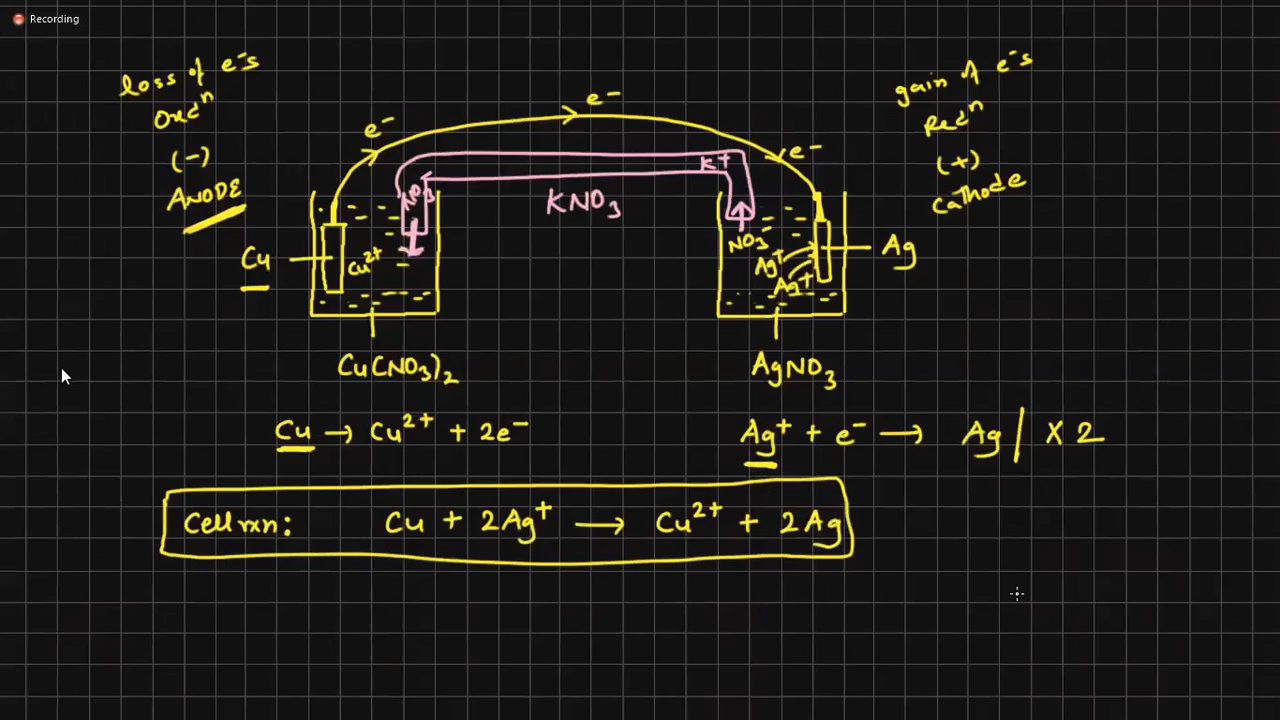 Recording
loss of e⁻s
Oxdⁿ
(-)
ANODE
gain of e⁻s
Redⁿ
(+)
Cathode
e⁻
e⁻
e⁻
K⁺
NO₃
KNO₃
Cu
Cu²⁺
NO₃⁻
Ag⁺
Ag⁺
Ag
Cu(NO₃)₂
AgNO₃
Cu → Cu²⁺ + 2e⁻
Ag⁺ + e⁻ → Ag | X 2
Cell rxn: Cu + 2Ag⁺ → Cu²⁺ + 2Ag